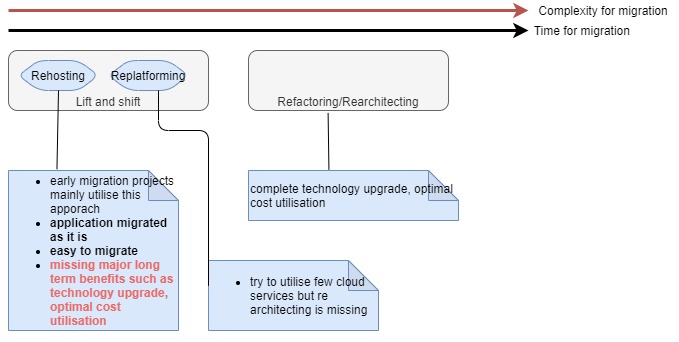 Complexity for migration
Time for migration
Rehosting
Replatforming
Lift and shift
Refactoring/Rearchitecting
• early migration projects
mainly utilise this
apporach
• application migrated
as it is
• easy to migrate
• missing major long
term benefits such as
technology upgrade,
optimal cost
utilisation
complete technology upgrade, optimal
cost utilisation
• try to utilise few cloud
services but re
architecting is missing